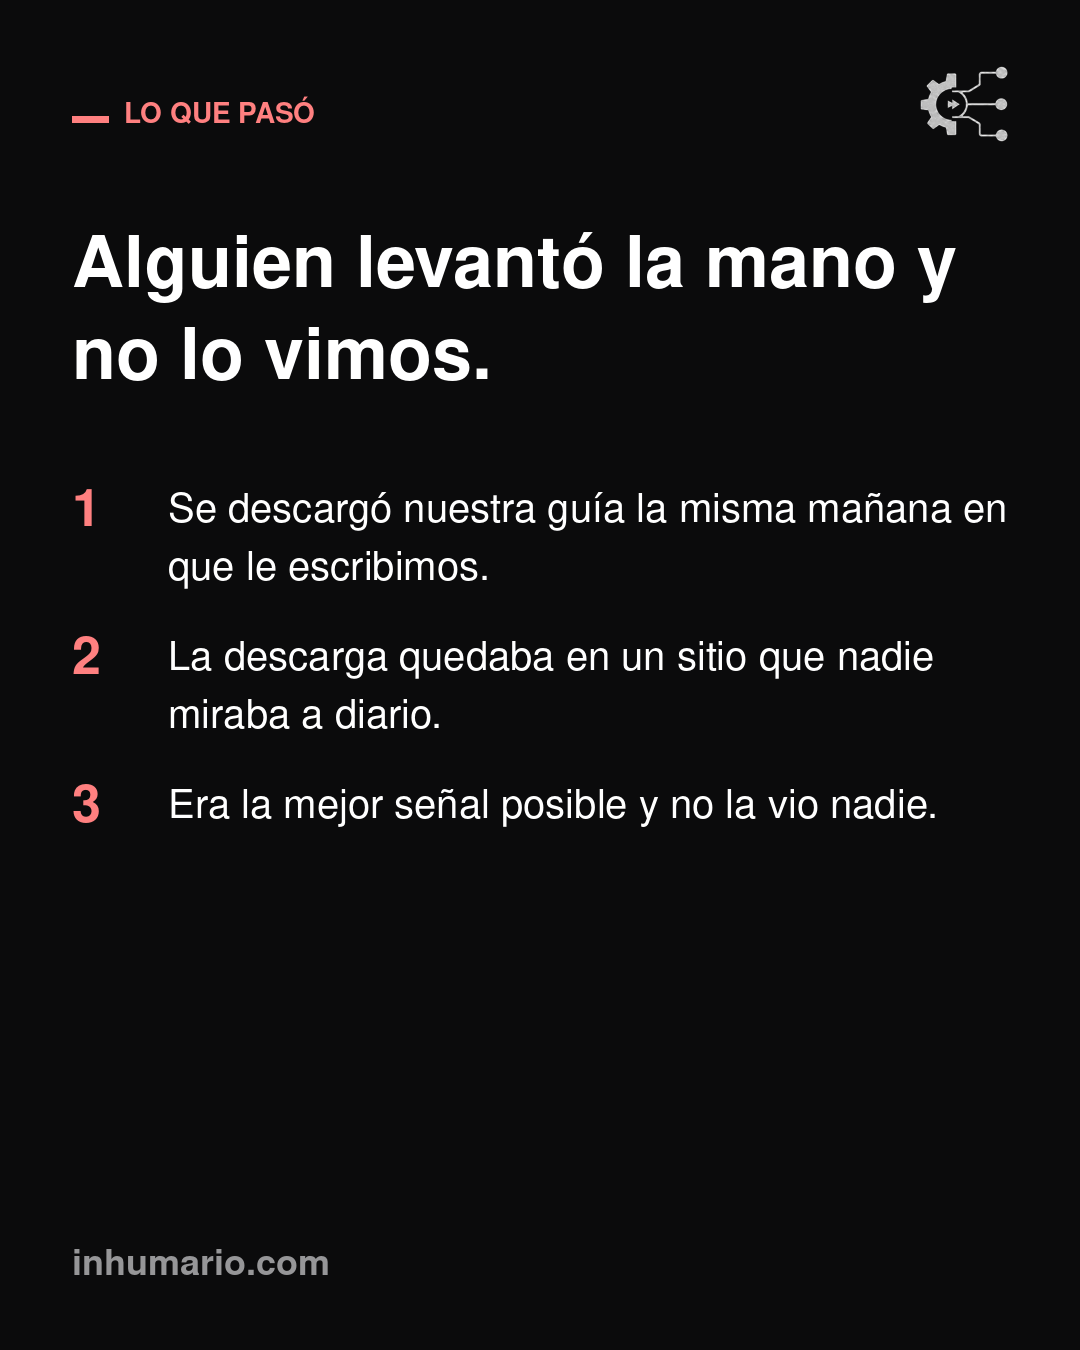 LO QUE PASÓ
Alguien levantó la mano y
no lo vimos.
1 Se descargó nuestra guía la misma mañana en
que le escribimos.
2 La descarga quedaba en un sitio que nadie
miraba a diario.
3 Era la mejor señal posible y no la vio nadie.
inhumario.com